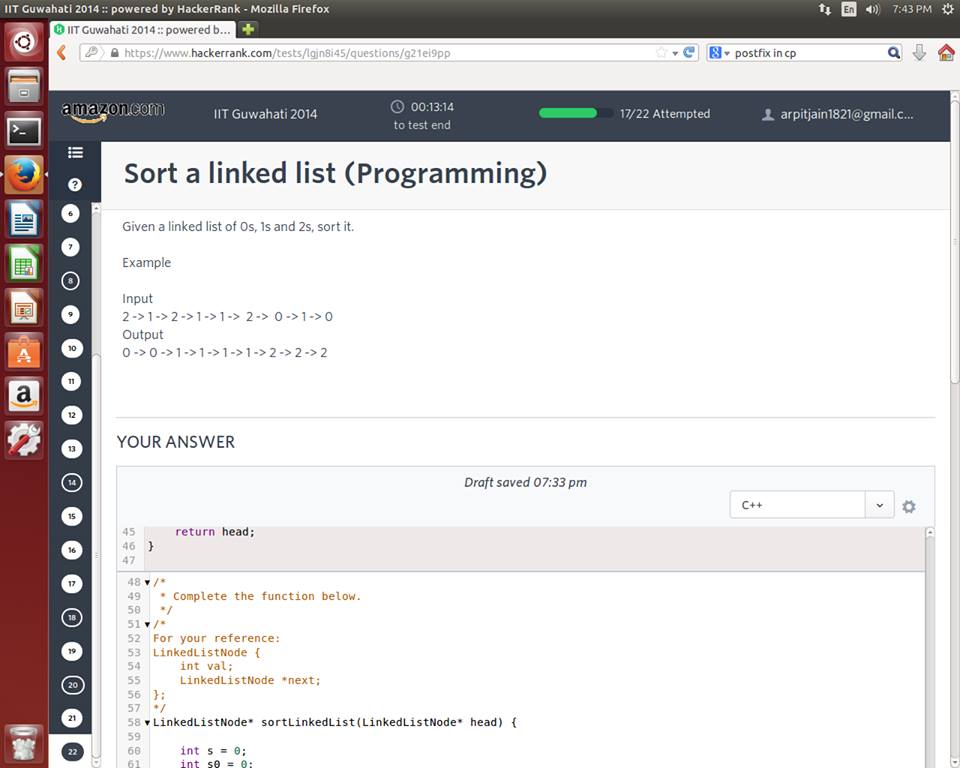 IIT Guwahati 2014 :: powered by HackerRank - Mozilla Firefox
En
7:43 PM
IIT Guwahati 2014 :: powered b...
https://www.hackerrank.com/tests/lgjn8i45/questions/g21ei9pp
postfix in cp
amazon.com
IIT Guwahati 2014
00:13:14
to test end
17/22 Attempted
arpitjain1821@gmail.c...
?
6
7
8
9
10
11
12
13
14
15
16
17
18
19
20
21
22
Sort a linked list (Programming)
Given a linked list of 0s, 1s and 2s, sort it.
Example
Input
2 -> 1 -> 2 -> 1 -> 1 -> 2 -> 0 -> 1 -> 0
Output
0 -> 0 -> 1 -> 1 -> 1 -> 1 -> 2 -> 2 -> 2
YOUR ANSWER
Draft saved 07:33 pm
C++
45 return head;
46 }
47
48 /*
49 * Complete the function below.
50 */
51 /*
52 For your reference:
53 LinkedListNode {
54 int val;
55 LinkedListNode *next;
56 };
57 */
58 LinkedListNode* sortLinkedList(LinkedListNode* head) {
59
60 int s = 0;
61 int s0 = 0;